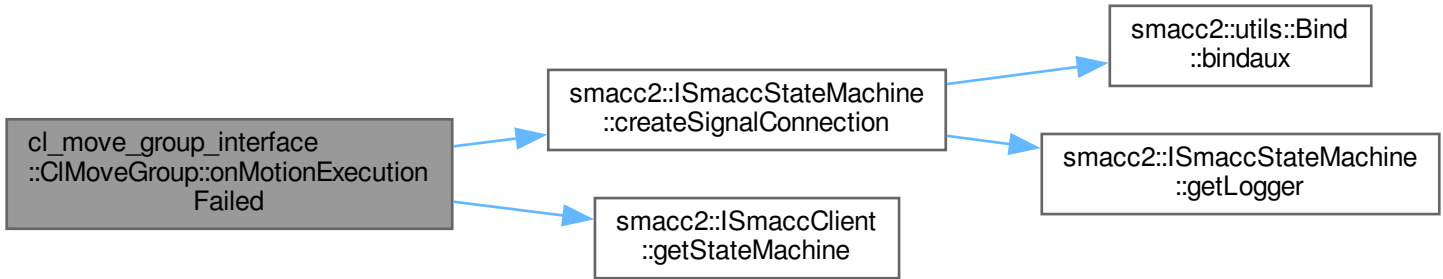 cl_move_group_interface
::ClMoveGroup::onMotionExecution
Failed
smacc2::ISmaccStateMachine
::createSignalConnection
smacc2::utils::Bind
::bindaux
smacc2::ISmaccStateMachine
::getLogger
smacc2::ISmaccClient
::getStateMachine